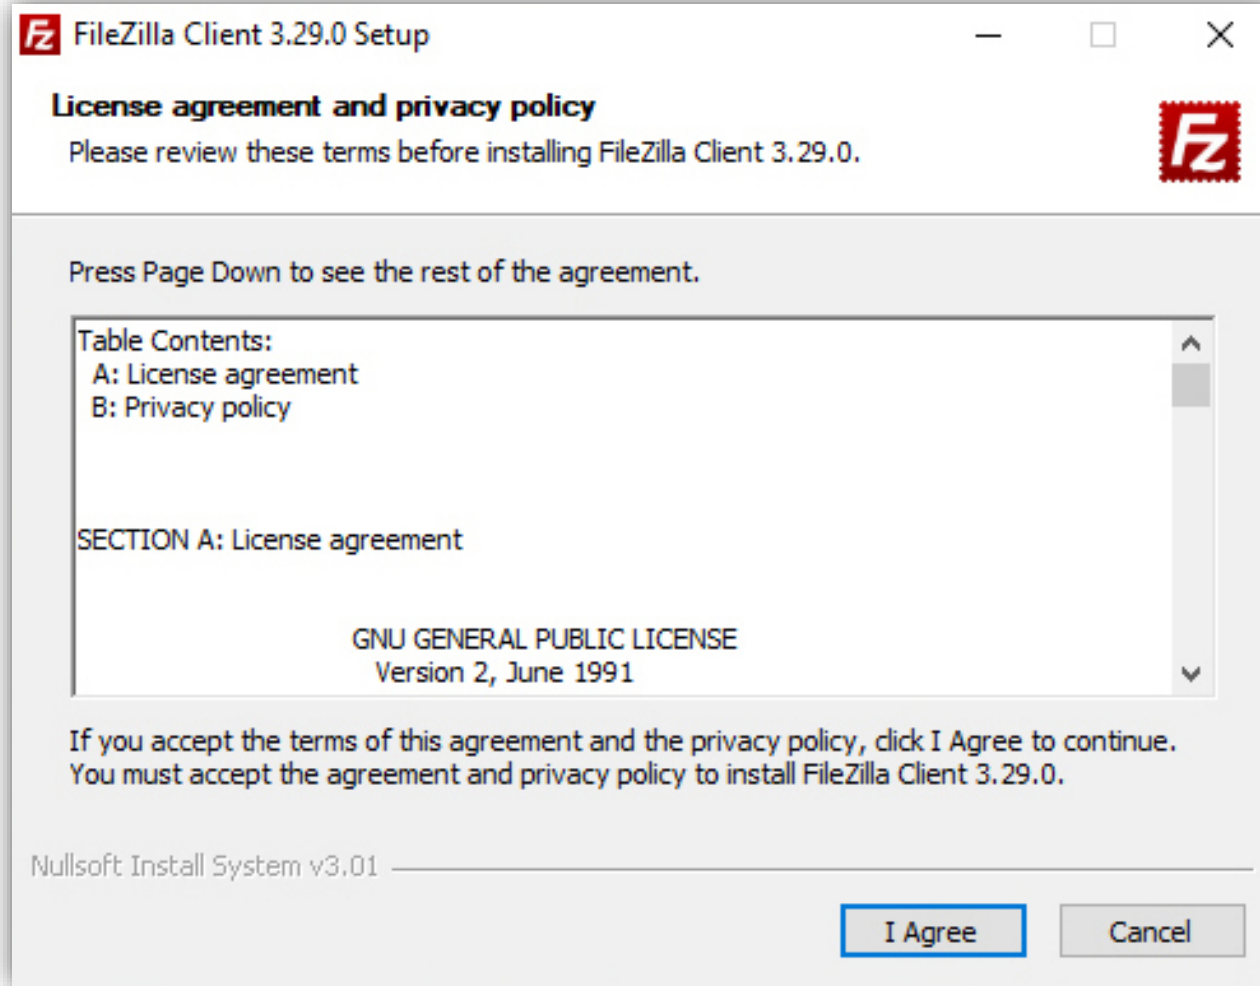 Fz FileZilla Client 3.29.0 Setup
License agreement and privacy policy
Please review these terms before installing FileZilla Client 3.29.0.
Fz
Press Page Down to see the rest of the agreement.
Table Contents:
A: License agreement
B: Privacy policy
SECTION A: License agreement
GNU GENERAL PUBLIC LICENSE
Version 2, June 1991
If you accept the terms of this agreement and the privacy policy, click I Agree to continue.
You must accept the agreement and privacy policy to install FileZilla Client 3.29.0.
Nullsoft Install System v3.01
I Agree Cancel